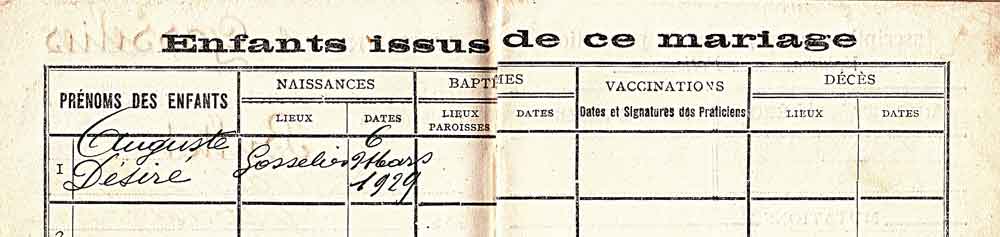 Enfants issus de ce mariage
PRÉNOMS DES ENFANTS
NAISSANCES
BAPTÊMES
VACCINATIONS
DÉCÈS
LIEUX
DATES
LIEUX
PAROISSES
DATES
Dates et Signatures des Praticiens
LIEUX
DATES
1
Auguste
Désiré
Gosselies
6
Mars
1929